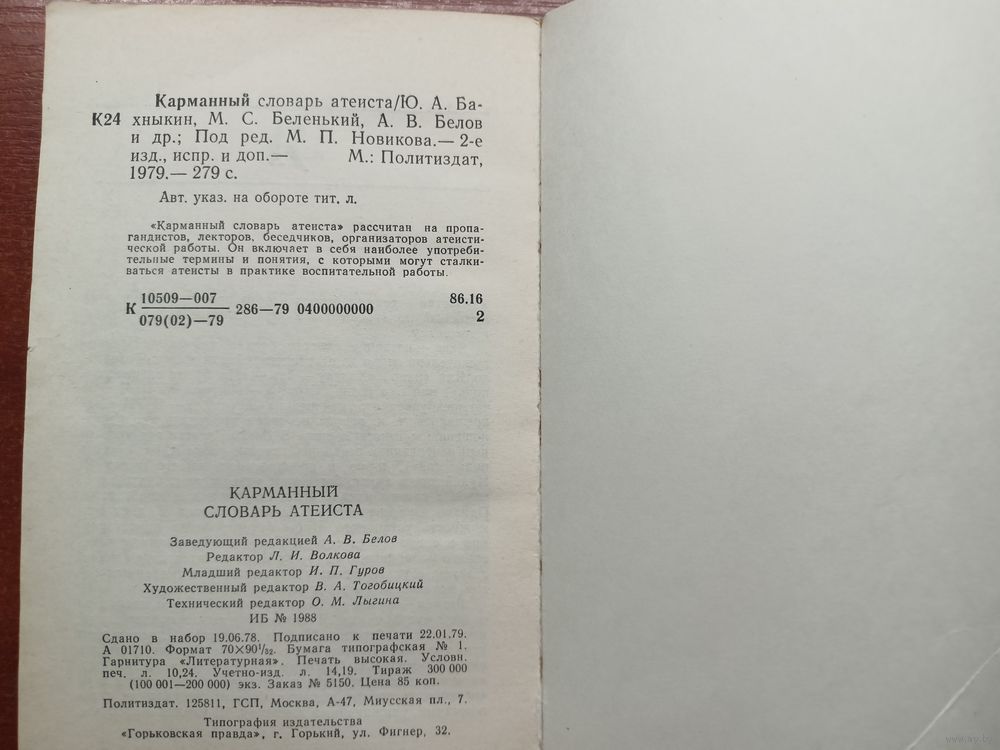 Карманный словарь атеиста/Ю. А. Ба-
К24 хныкин, М. С. Беленький, А. В. Белов
и др.; Под ред. М. П. Новикова.— 2-е
изд., испр. и доп.— М.: Политиздат,
1979.— 279 с.
Авт. указ. на обороте тит. л.
«Карманный словарь атеиста» рассчитан на пропа-
гандистов, лекторов, беседчиков, организаторов атеисти-
ческой работы. Он включает в себя наиболее употреби-
тельные термины и понятия, с которыми могут сталки-
ваться атеисты в практике воспитательной работы.
10509—007 86.16
К 286—79 0400000000
079(02)—79 2
КАРМАННЫЙ
СЛОВАРЬ АТЕИСТА
Заведующий редакцией А. В. Белов
Редактор Л. И. Волкова
Младший редактор И. П. Гуров
Художественный редактор В. А. Тогобицкий
Технический редактор О. М. Лыгина
ИБ № 1988
Сдано в набор 19.06.78. Подписано к печати 22.01.79.
А 01710. Формат 70×90¹/₃₂. Бумага типографская № 1.
Гарнитура «Литературная». Печать высокая. Условн.
печ. л. 10,24. Учетно-изд. л. 14,19. Тираж 300 000
(100 001—200 000) экз. Заказ № 5150. Цена 85 коп.
Политиздат. 125811, ГСП, Москва, А-47, Миусская пл., 7.
Типография издательства
«Горьковская правда», г. Горький, ул. Фигнер, 32.